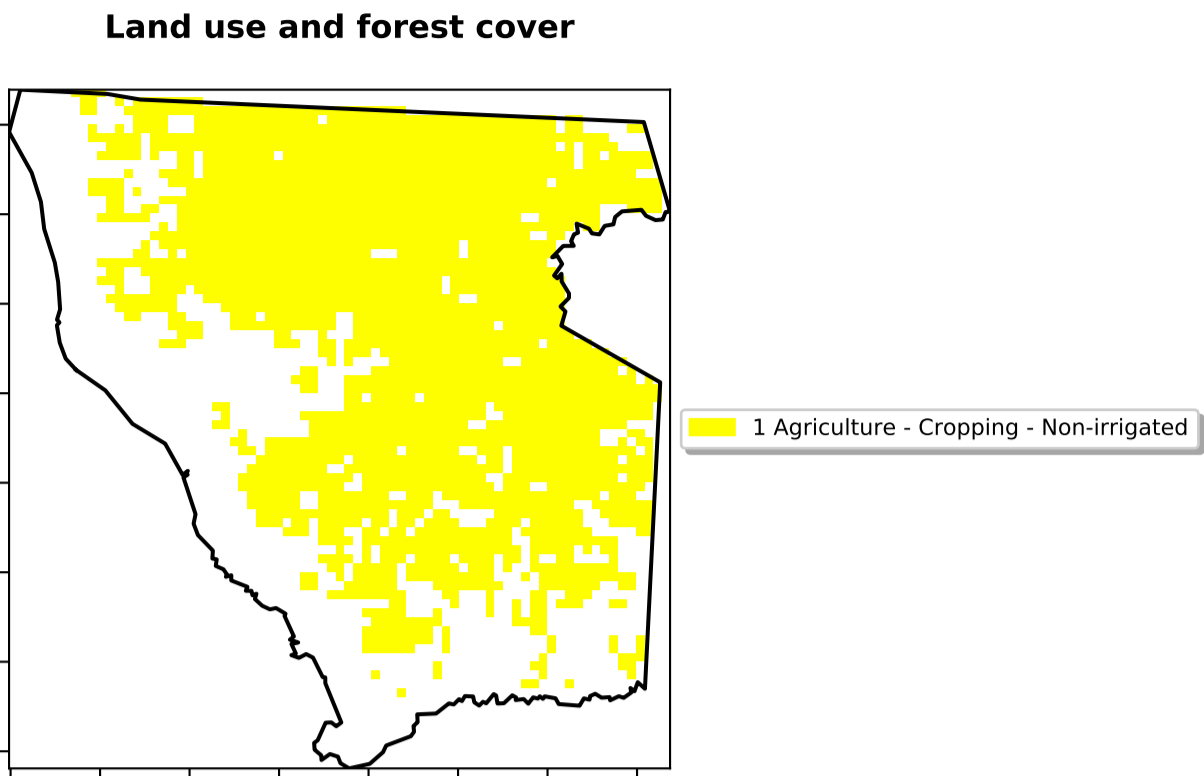 Land use and forest cover
1 Agriculture - Cropping - Non-irrigated